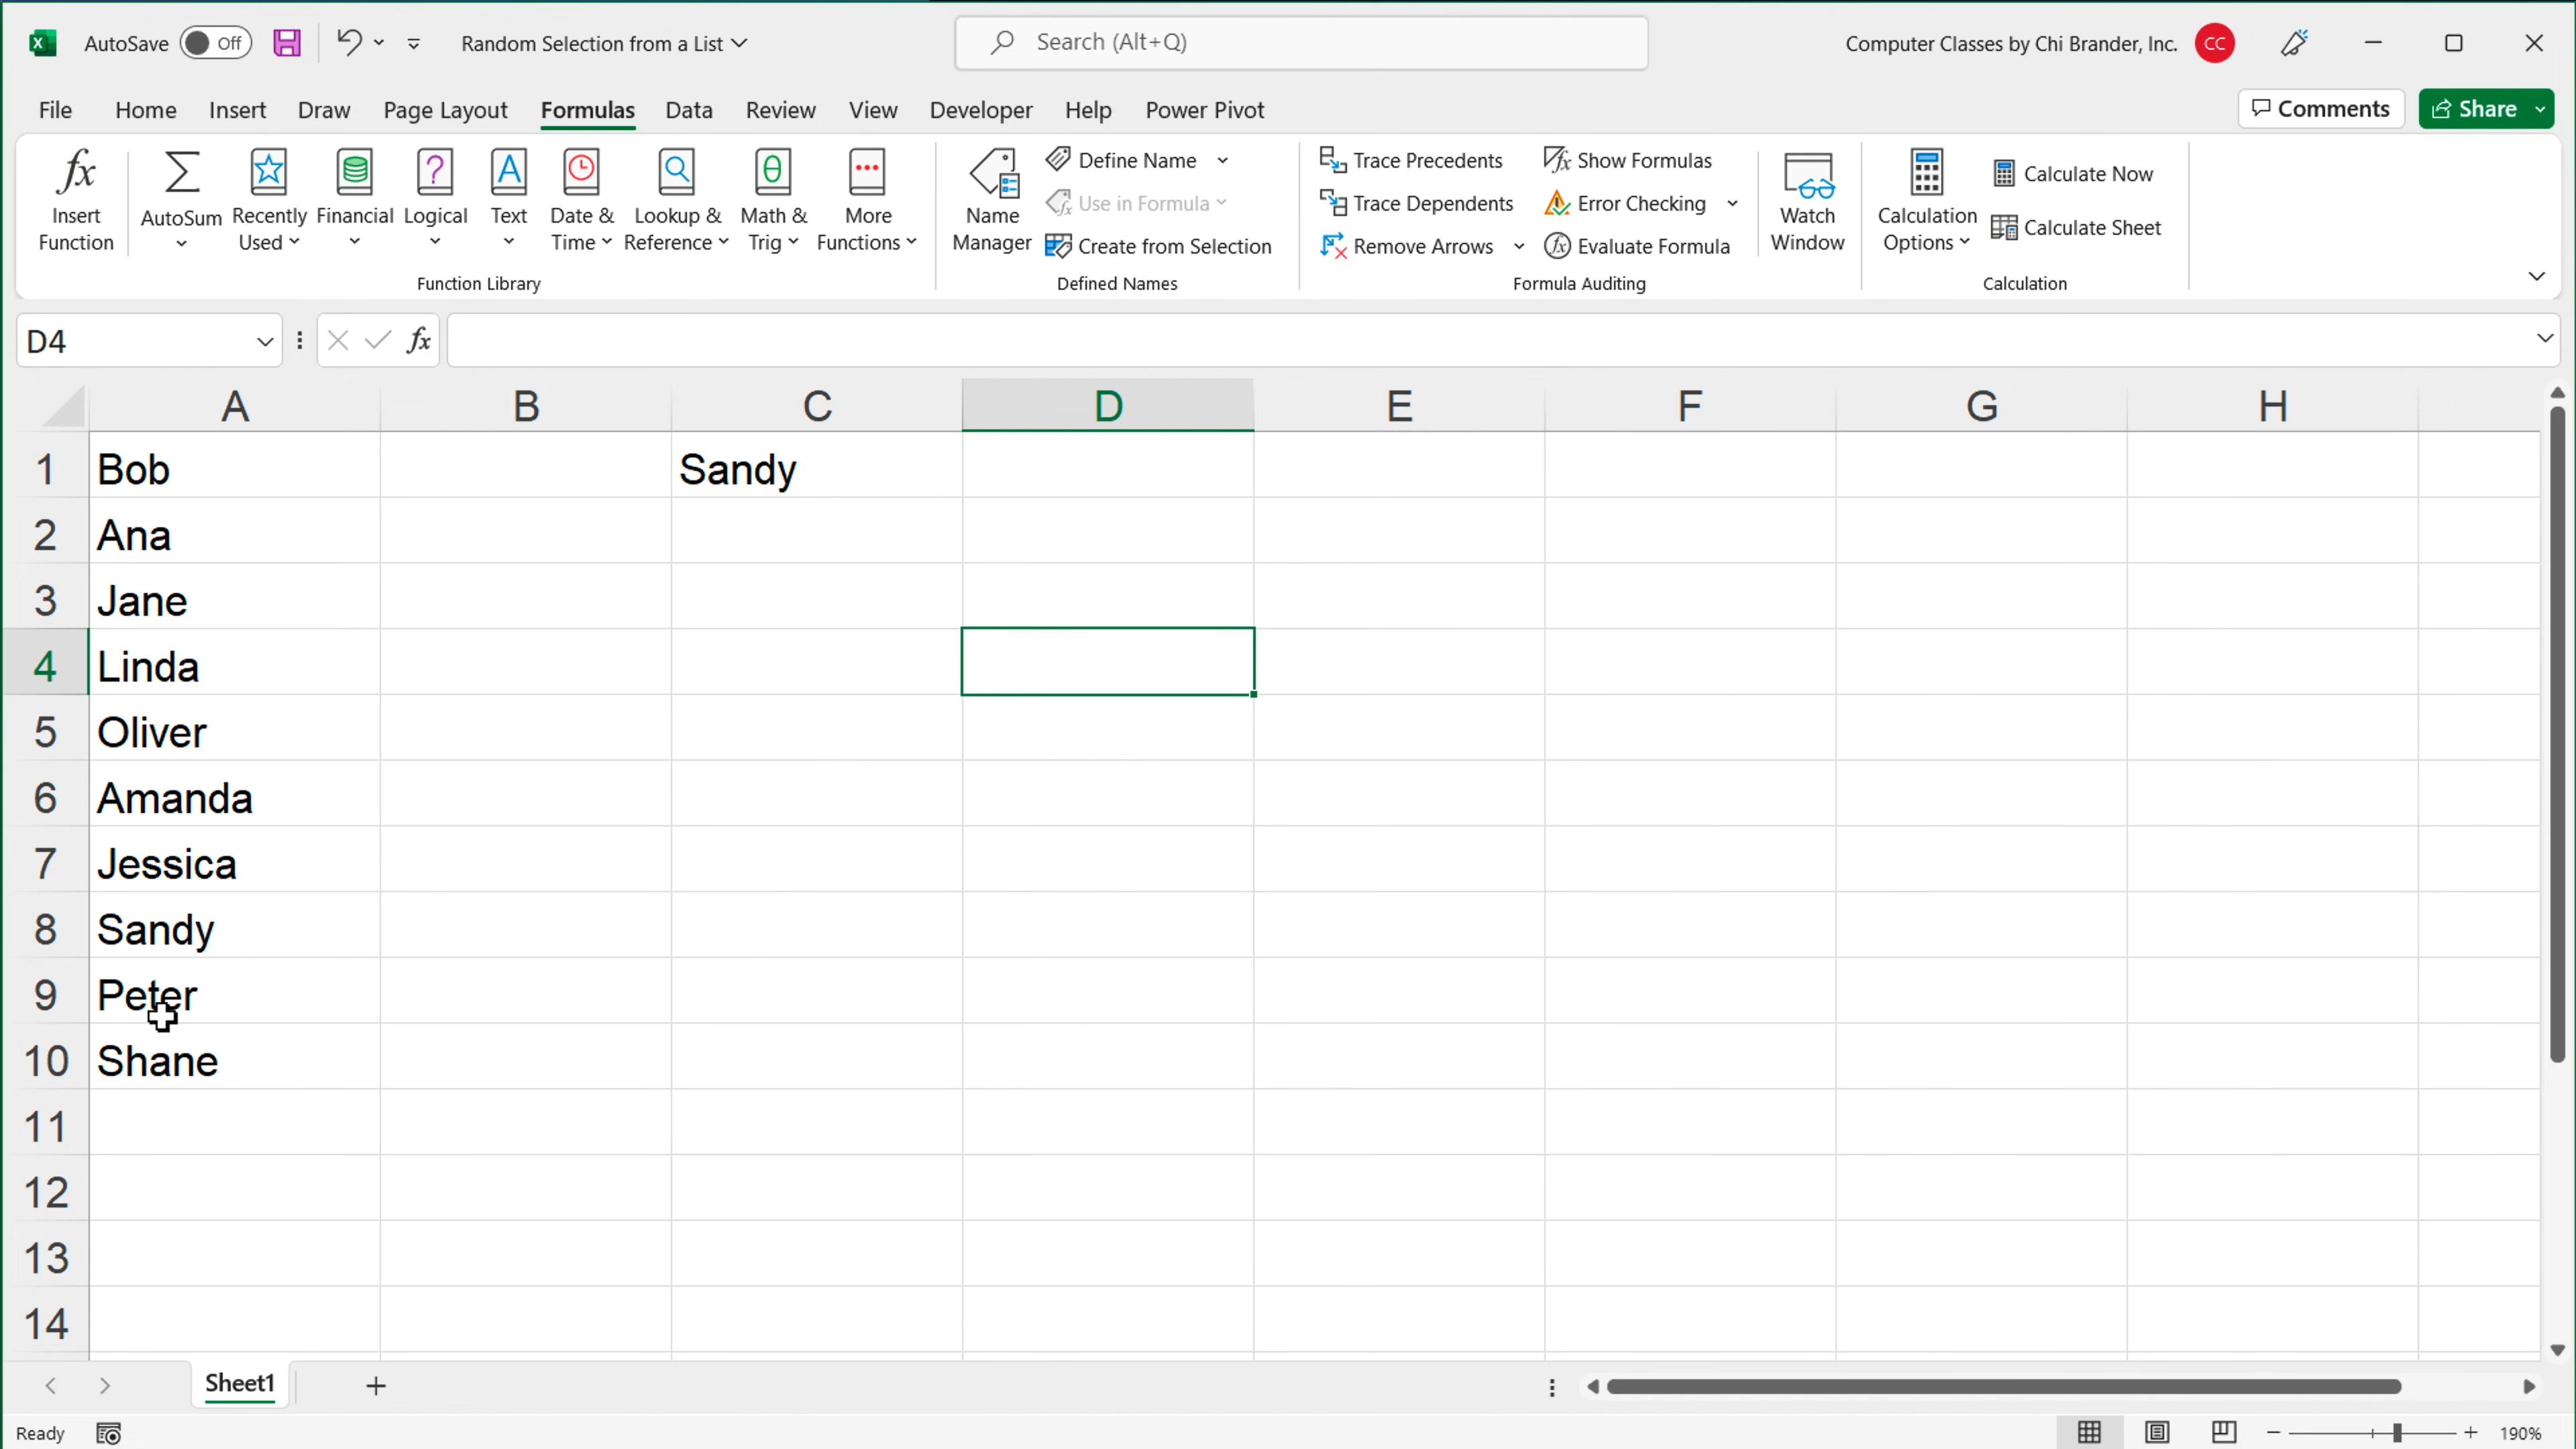 AutoSave Off Random Selection from a List Search (Alt+Q) Computer Classes by Chi Brander, Inc. CC
File Home Insert Draw Page Layout Formulas Data Review View Developer Help Power Pivot Comments Share
Insert Function
AutoSum
Recently Used
Financial
Logical
Text
Date & Time
Lookup & Reference
Math & Trig
More Functions
Function Library
Name Manager
Define Name
Use in Formula
Create from Selection
Defined Names
Trace Precedents
Trace Dependents
Remove Arrows
Show Formulas
Error Checking
Evaluate Formula
Formula Auditing
Watch Window
Calculation Options
Calculate Now
Calculate Sheet
Calculation
D4 fx
A B C D E F G H
1 Bob Sandy
2 Ana
3 Jane
4 Linda
5 Oliver
6 Amanda
7 Jessica
8 Sandy
9 Peter
10 Shane
11
12
13
14
Sheet1
Ready 190%